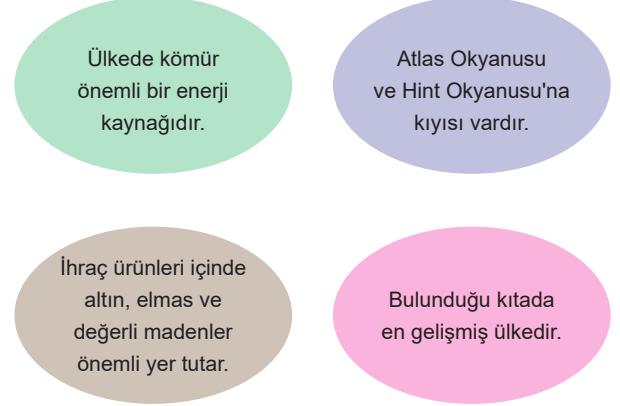 Ülkede kömür
önemli bir enerji
kaynağıdır.
Atlas Okyanusu
ve Hint Okyanusu'na
kıyısı vardır.
İhraç ürünleri içinde
altın, elmas ve
değerli madenler
önemli yer tutar.
Bulunduğu kıtada
en gelişmiş ülkedir.